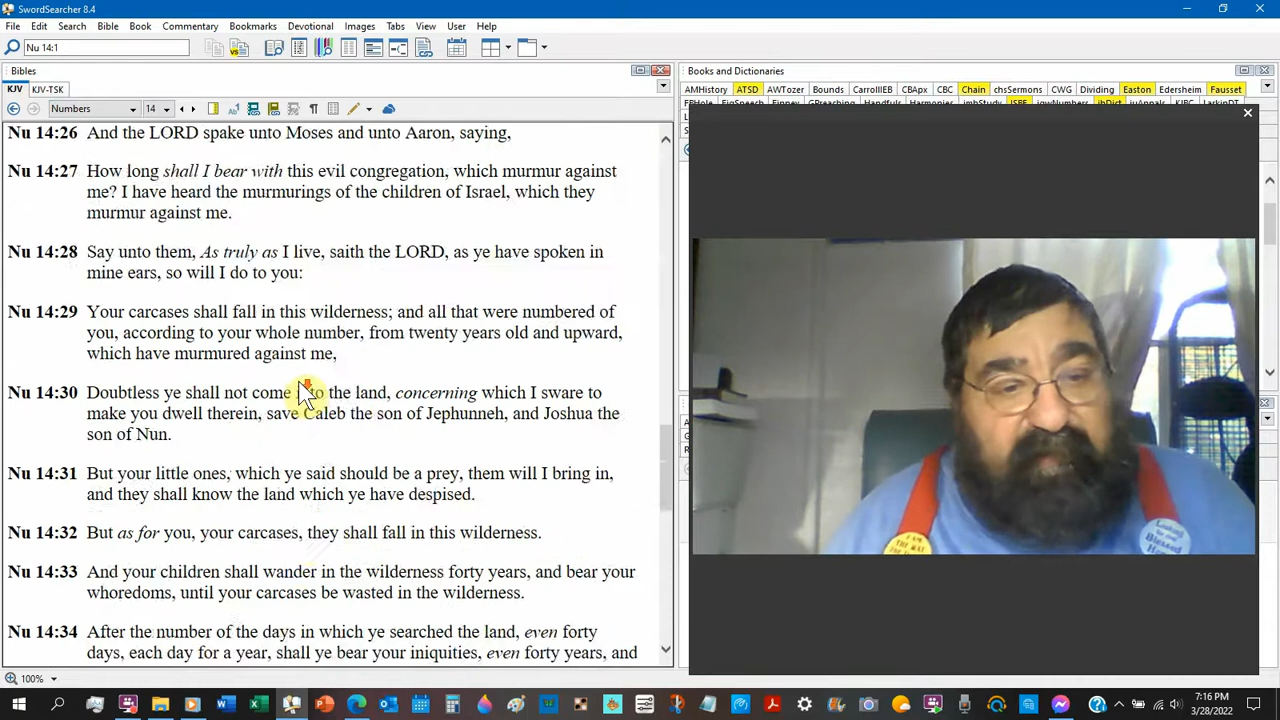 SwordSearcher 8.4
File Edit Search Bible Book Commentary Bookmarks Devotional Images Tabs View User Help
Nu 14:1
Bibles
KJV KJV-TSK
Numbers 14
Nu 14:26 And the LORD spake unto Moses and unto Aaron, saying,
Nu 14:27 How long shall I bear with this evil congregation, which murmur against
me? I have heard the murmurings of the children of Israel, which they
murmur against me.
Nu 14:28 Say unto them, As truly as I live, saith the LORD, as ye have spoken in
mine ears, so will I do to you:
Nu 14:29 Your carcases shall fall in this wilderness; and all that were numbered of
you, according to your whole number, from twenty years old and upward,
which have murmured against me,
Nu 14:30 Doubtless ye shall not come into the land, concerning which I sware to
make you dwell therein, save Caleb the son of Jephunneh, and Joshua the
son of Nun.
Nu 14:31 But your little ones, which ye said should be a prey, them will I bring in,
and they shall know the land which ye have despised.
Nu 14:32 But as for you, your carcases, they shall fall in this wilderness.
Nu 14:33 And your children shall wander in the wilderness forty years, and bear your
whoredoms, until your carcases be wasted in the wilderness.
Nu 14:34 After the number of the days in which ye searched the land, even forty
days, each day for a year, shall ye bear your iniquities, even forty years, and
100%
Books and Dictionaries
AMHistory ATSD AWTozer Bounds CarrollEB CBApx CBC Chain chsSermons CWG Dividing Easton Edersheim Fausset
I AM
THE WAY
Looking
for
Blessed
Hope
7:16 PM
3/28/2022